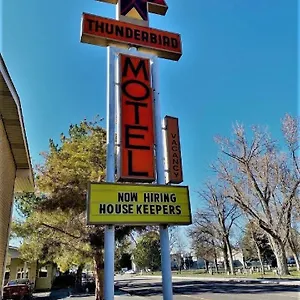 THUNDERBIRD
MOTEL
VACANCY
NOW HIRING
HOUSE KEEPERS